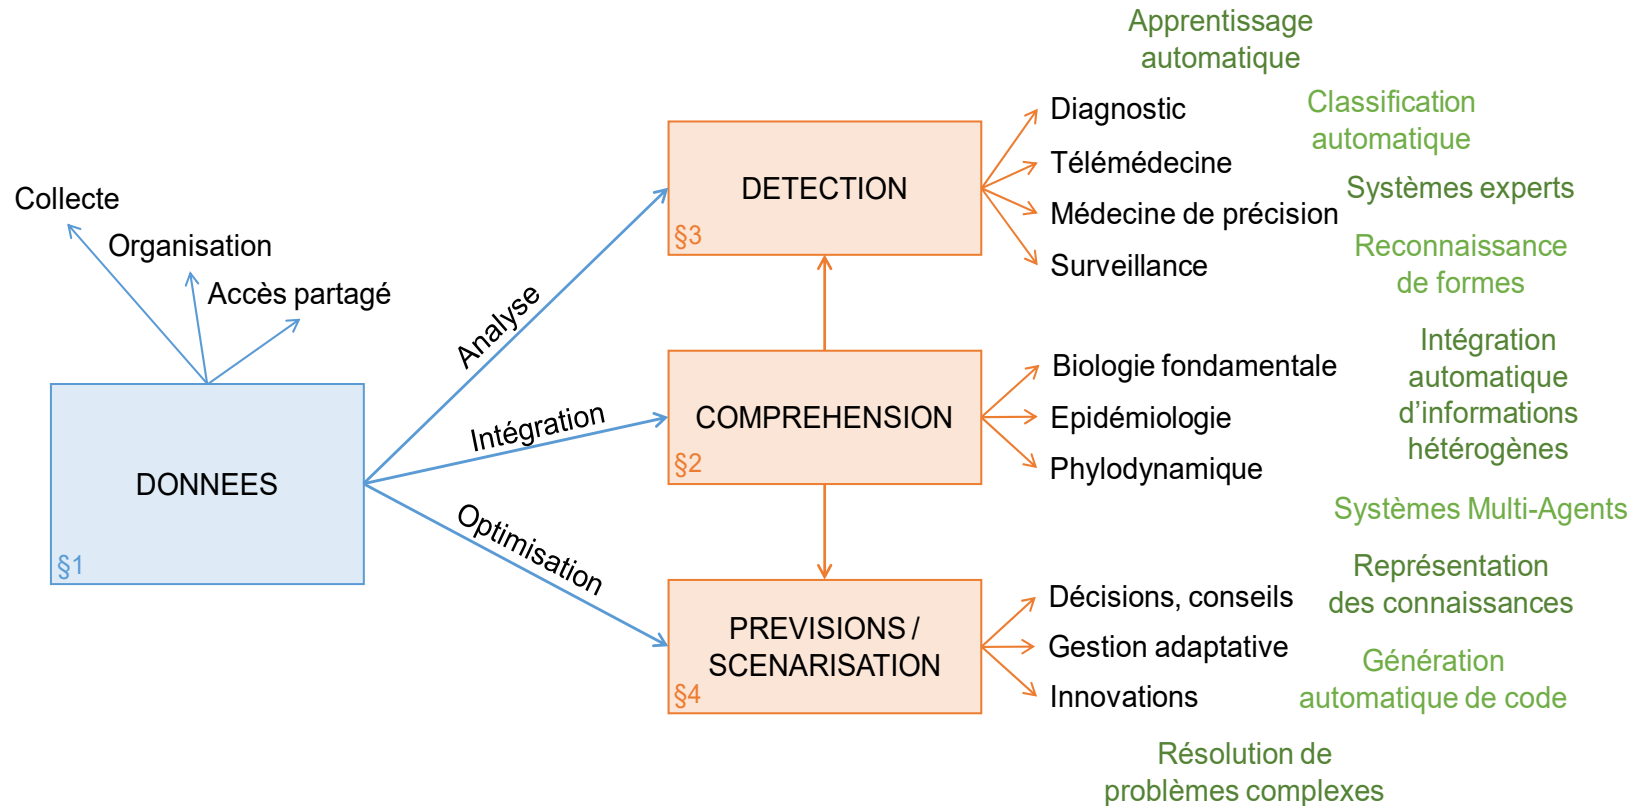 Apprentissage
automatique
Diagnostic
Classification
automatique
Télémédecine
DETECTION
Systèmes experts
Collecte
Médecine de précision
§3
Organisation
Reconnaissance
de formes
Surveillance
Accès partagé
Analyse
Intégration
automatique
d’informations
hétérogènes
Biologie fondamentale
COMPREHENSION
Epidémiologie
Intégration
§2
Phylodynamique
DONNEES
Systèmes Multi-Agents
Optimisation
§1
Représentation
des connaissances
Décisions, conseils
PREVISIONS /
SCENARISATION
Gestion adaptative
Génération
automatique de code
§4
Innovations
Résolution de
problèmes complexes